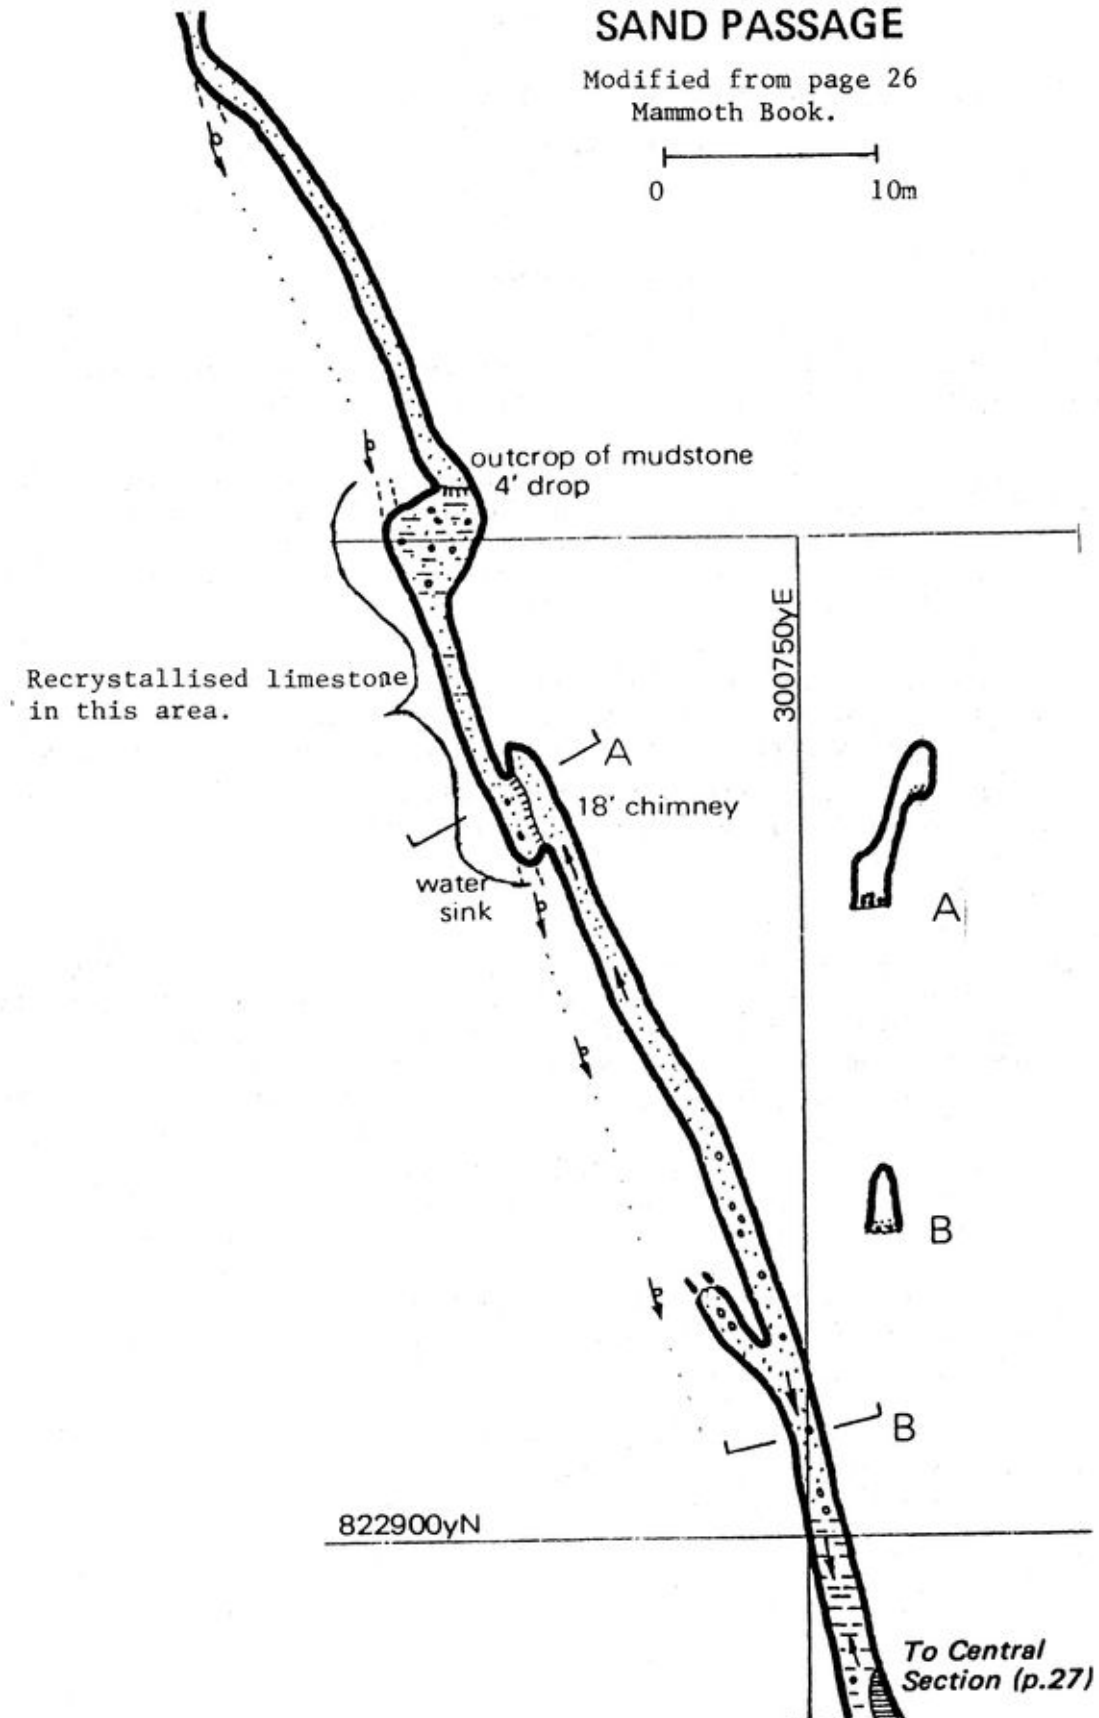 SAND PASSAGE
Modified from page 26
Mammoth Book.
0 10m
outcrop of mudstone
4' drop
300750yE
Recrystallised limestone
in this area.
A
18' chimney
water
sink
A
B
B
822900yN
To Central
Section (p.27)